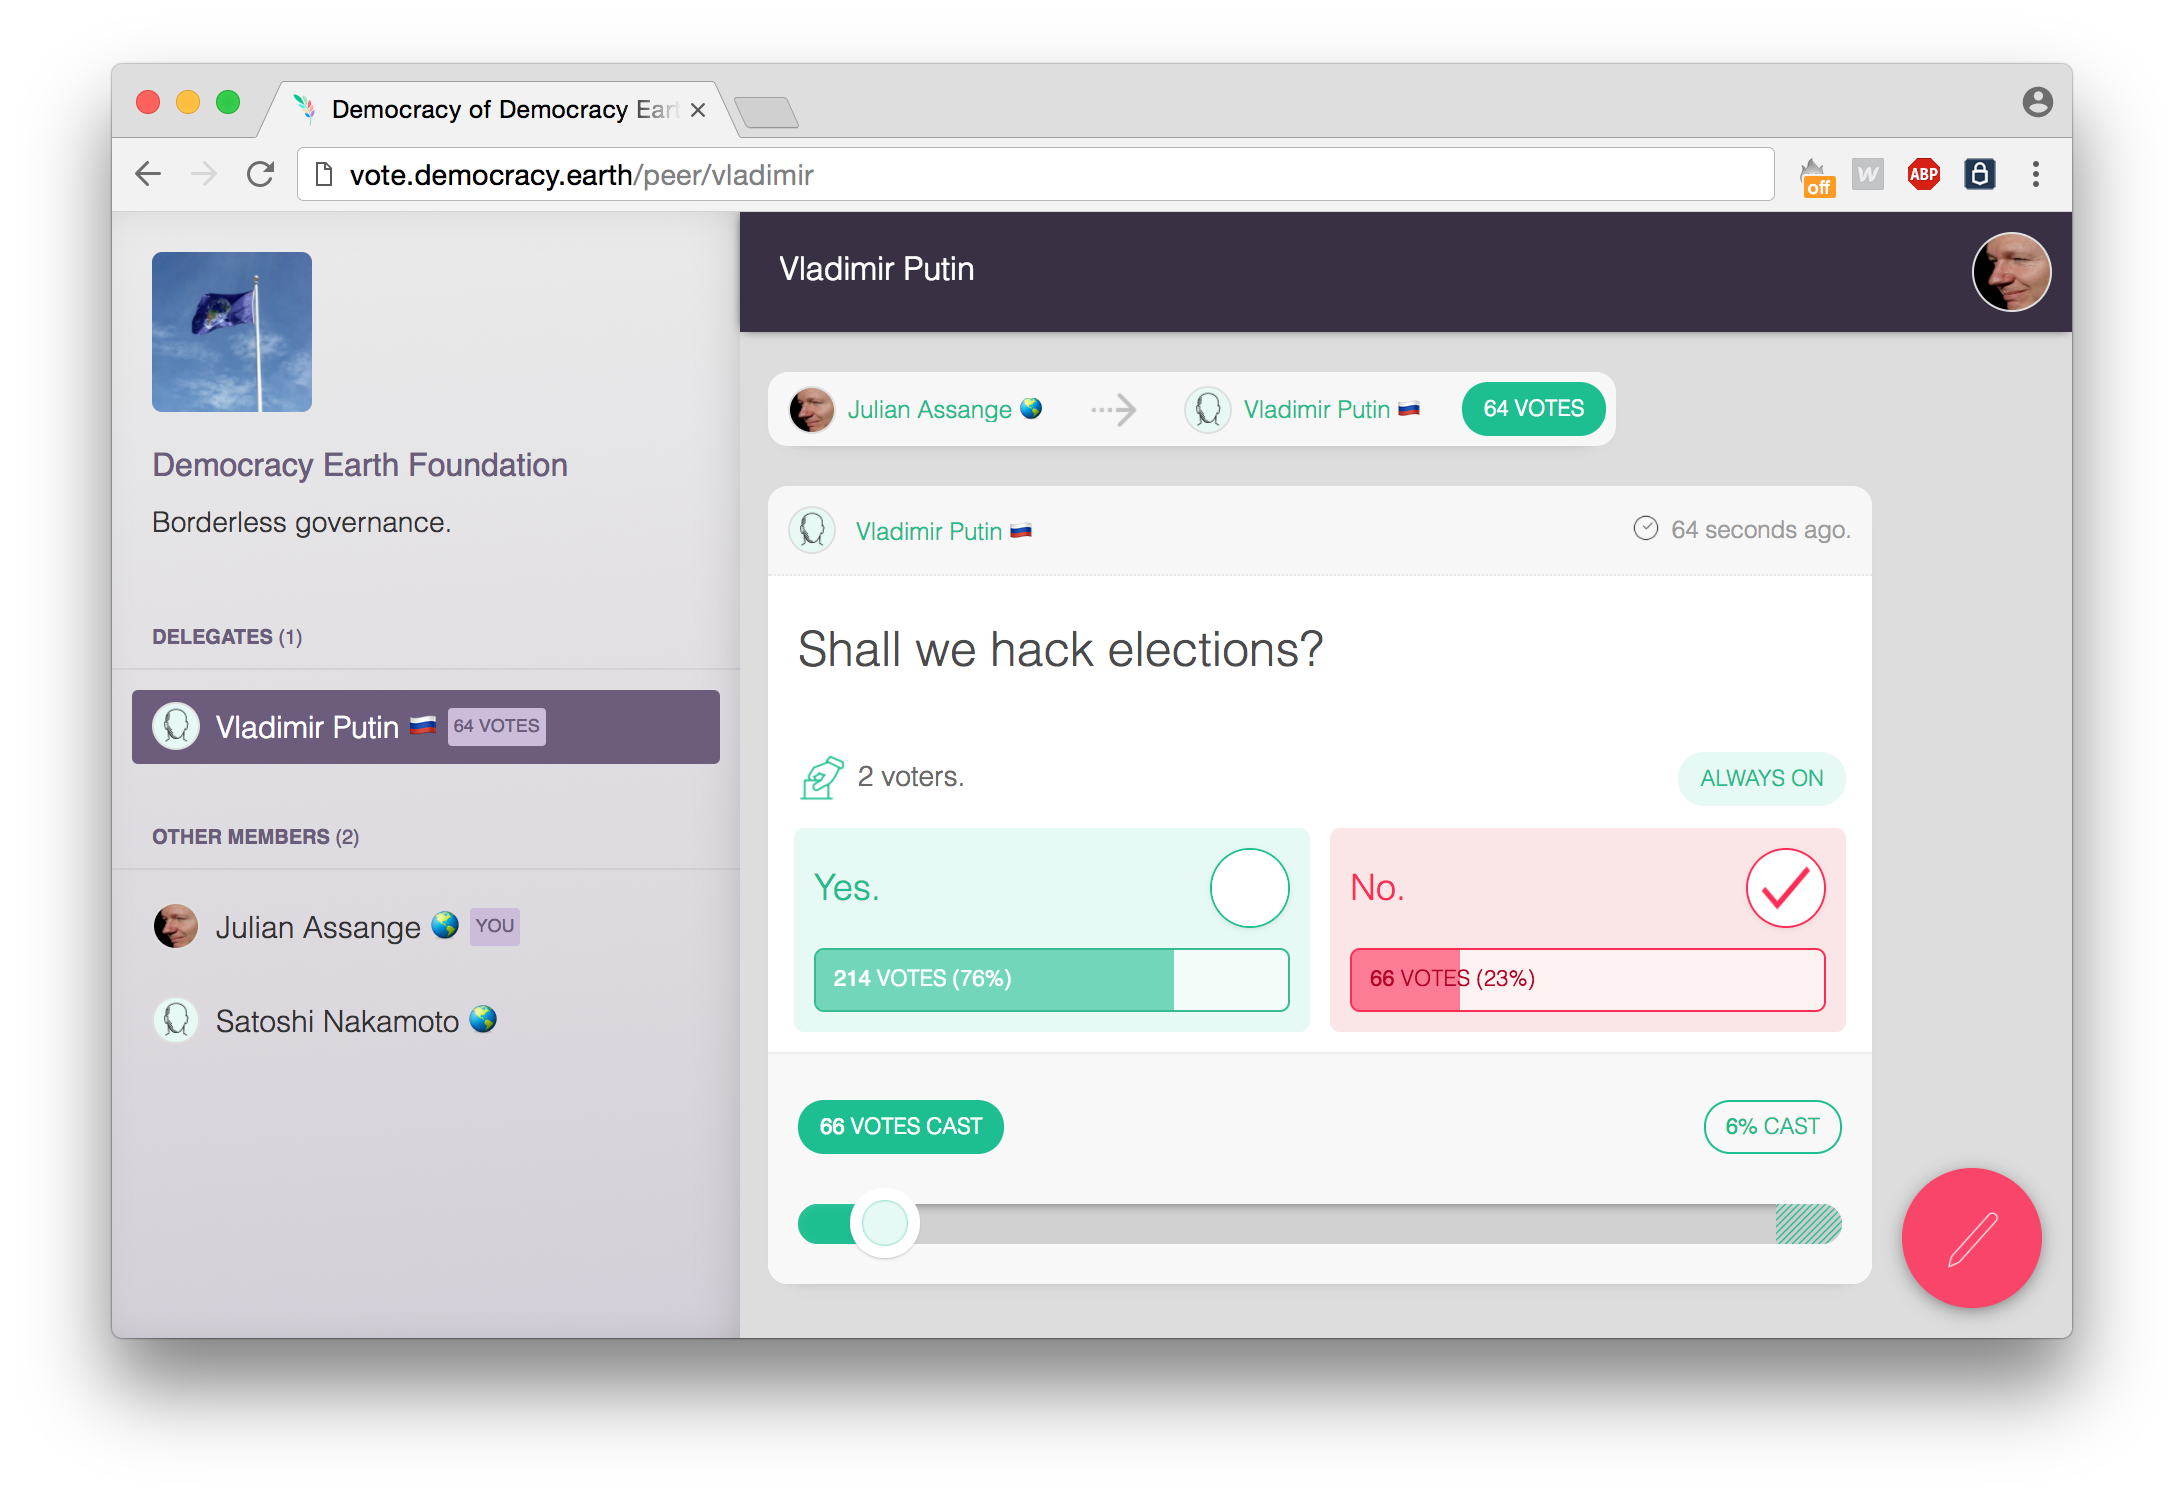 Democracy of Democracy Eart
vote.democracy.earth/peer/vladimir
off
W
ABP
Democracy Earth Foundation
Borderless governance.
DELEGATES (1)
Vladimir Putin 🇷🇺 64 VOTES
OTHER MEMBERS (2)
Julian Assange 🌎 YOU
Satoshi Nakamoto 🌎
Vladimir Putin
Julian Assange 🌎 Vladimir Putin 🇷🇺 64 VOTES
Vladimir Putin 🇷🇺 64 seconds ago.
Shall we hack elections?
2 voters. ALWAYS ON
Yes.
214 VOTES (76%)
No.
66 VOTES (23%)
66 VOTES CAST 6% CAST